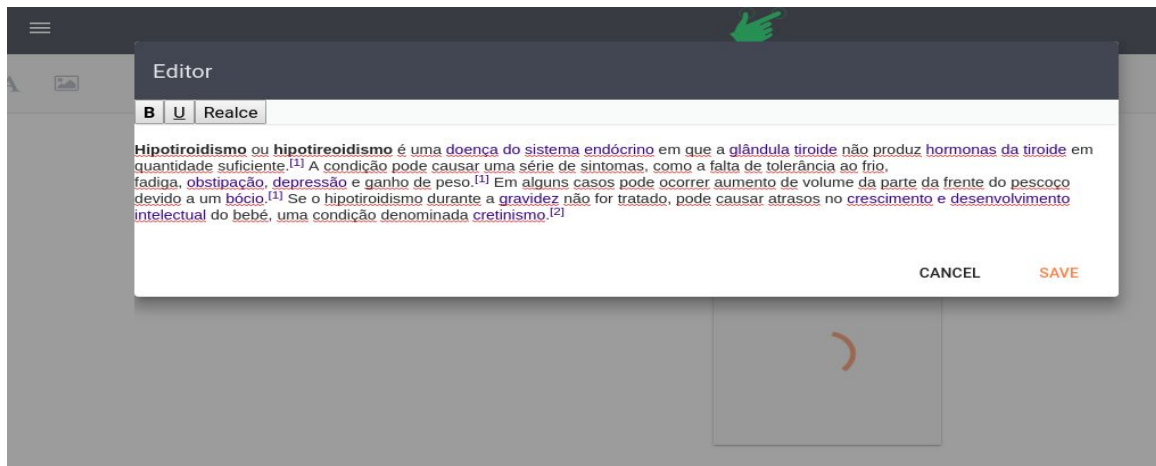 Editor
B U Realce
Hipotiroidismo ou hipotireoidismo é uma doença do sistema endócrino em que a glândula tiroide não produz hormonas da tiroide em
quantidade suficiente.[1] A condição pode causar uma série de sintomas, como a falta de tolerância ao frio,
fadiga, obstipação, depressão e ganho de peso.[1] Em alguns casos pode ocorrer aumento de volume da parte da frente do pescoço
devido a um bócio.[1] Se o hipotiroidismo durante a gravidez não for tratado, pode causar atrasos no crescimento e desenvolvimento
intelectual do bebé, uma condição denominada cretinismo.[2]
CANCEL SAVE